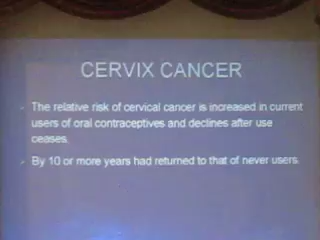 CERVIX CANCER
The relative risk of cervical cancer is increased in current
users of oral contraceptives and declines after use
ceases.
By 10 or more years had returned to that of never users.